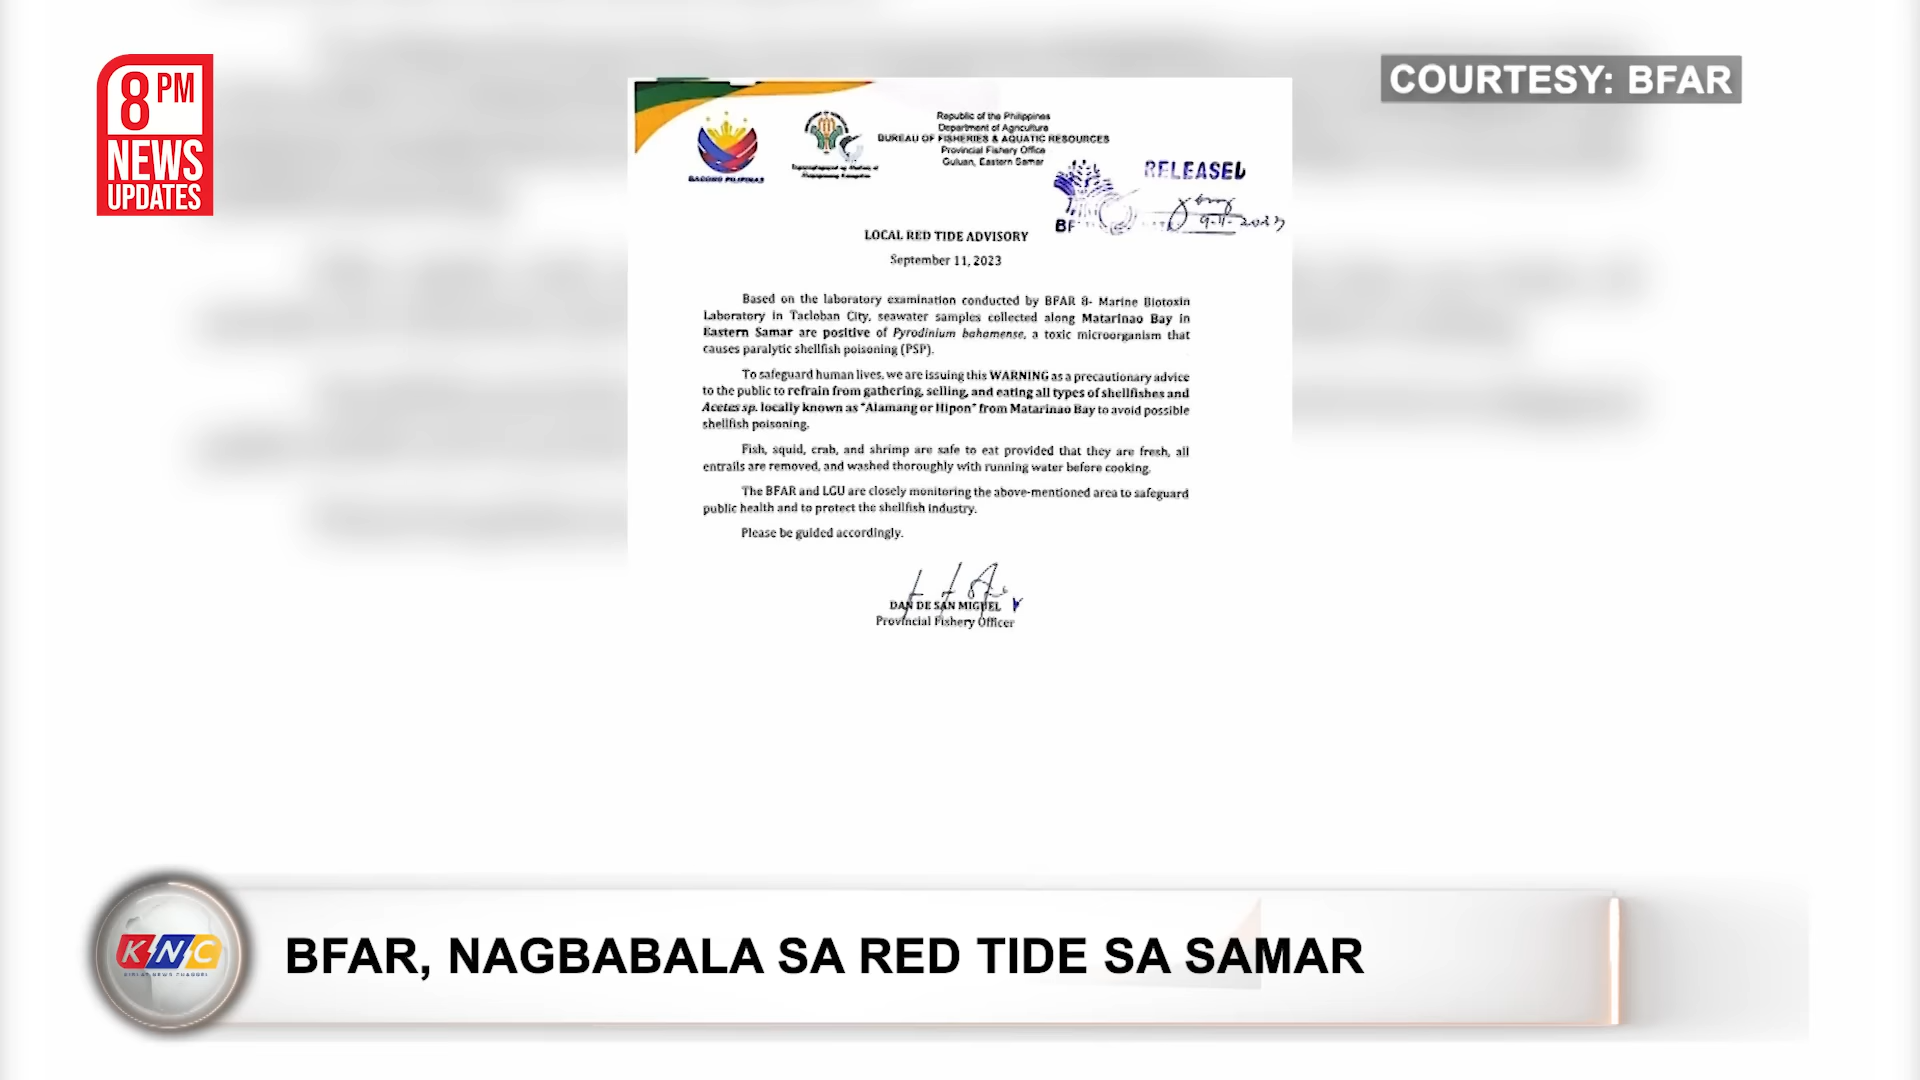 8 PM
NEWS
UPDATES
COURTESY: BFAR
BAGONG PILIPINAS
Republic of the Philippines
Department of Agriculture
BUREAU OF FISHERIES & AQUATIC RESOURCES
Provincial Fishery Office
Guiuan, Eastern Samar
RELEASED
9-11-2023
LOCAL RED TIDE ADVISORY
September 11, 2023
Based on the laboratory examination conducted by BFAR 8- Marine Biotoxin
Laboratory in Tacloban City, seawater samples collected along Matarinao Bay in
Eastern Samar are positive of Pyrodinium bahamense, a toxic microorganism that
causes paralytic shellfish poisoning (PSP).
To safeguard human lives, we are issuing this WARNING as a precautionary advice
to the public to refrain from gathering, selling, and eating all types of shellfishes and
Acetes sp. locally known as "Alamang or Hipon" from Matarinao Bay to avoid possible
shellfish poisoning.
Fish, squid, crab, and shrimp are safe to eat provided that they are fresh, all
entrails are removed, and washed thoroughly with running water before cooking.
The BFAR and LGU are closely monitoring the above-mentioned area to safeguard
public health and to protect the shellfish industry.
Please be guided accordingly.
DAN DE SAN MIGUEL
Provincial Fishery Officer
KNC
BFAR, NAGBABALA SA RED TIDE SA SAMAR